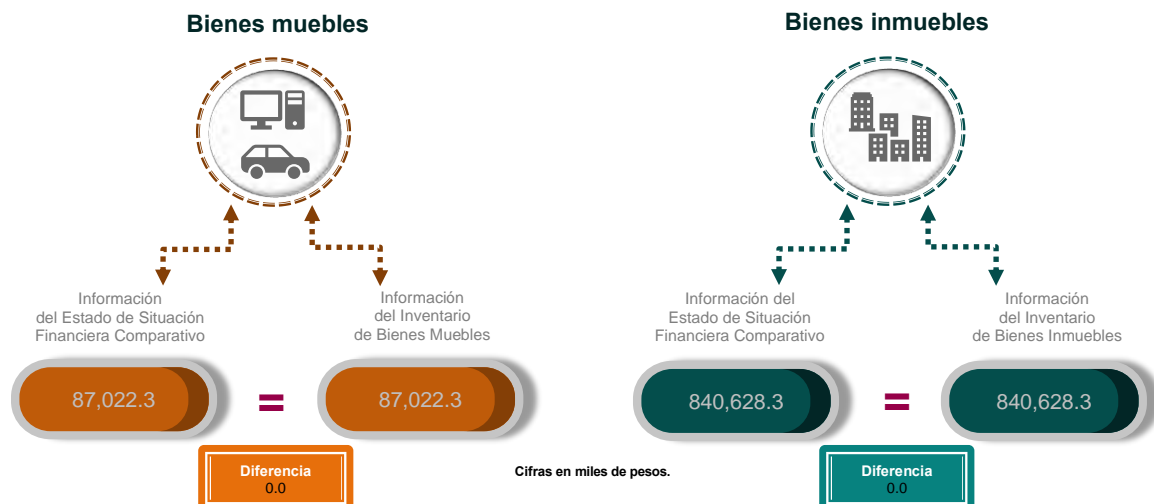 Bienes muebles
Información
del Estado de Situación
Financiera Comparativo
Información
del Inventario
de Bienes Muebles
87,022.3
=
87,022.3
Diferencia
0.0
Cifras en miles de pesos.
Bienes inmuebles
Información del
Estado de Situación
Financiera Comparativo
Información
del Inventario
de Bienes Inmuebles
840,628.3
=
840,628.3
Diferencia
0.0